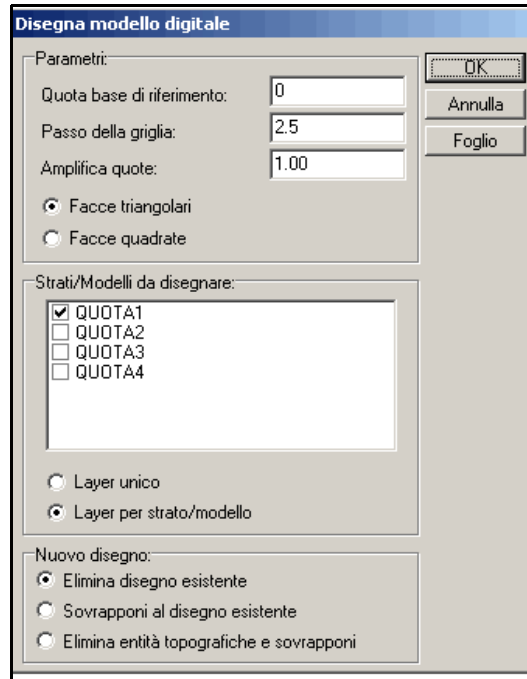 Disegna modello digitale
Parametri:
Quota base di riferimento: 0
Passo della griglia: 2.5
Amplifica quote: 1.00
Facce triangolari
Facce quadrate
OK
Annulla
Foglio
Strati/Modelli da disegnare:
QUOTA1
QUOTA2
QUOTA3
QUOTA4
Layer unico
Layer per strato/modello
Nuovo disegno:
Elimina disegno esistente
Sovrapponi al disegno esistente
Elimina entità topografiche e sovrapponi